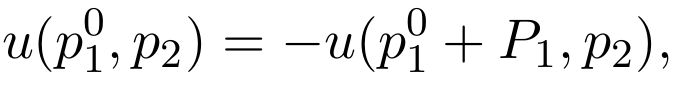 u(p_1^0, p_2) = −u(p_1^0 + P_1, p_2),